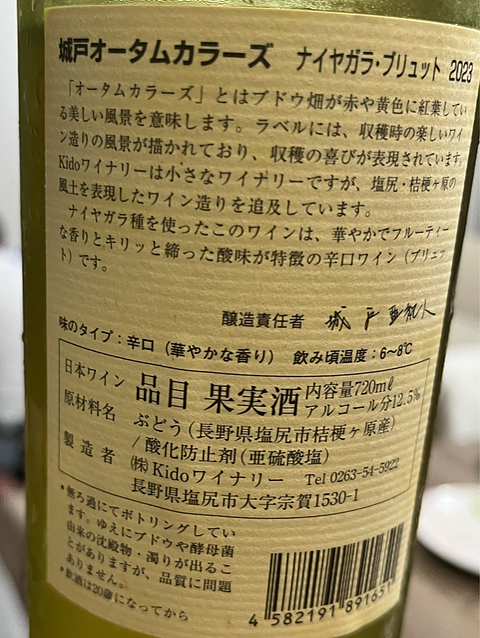 城戸オータムカラーズ ナイヤガラ・ブリュット 2023
「オータムカラーズ」とはブドウ畑が赤や黄色に紅葉してい
る美しい風景を意味します。ラベルには、収穫時の楽しいワイ
ン造りの風景が描かれており、収穫の喜びが表現されています。
Kidoワイナリーは小さなワイナリーですが、塩尻・桔梗ヶ原の
風土を表現したワイン造りを追及しています。
ナイヤガラ種を使ったこのワインは、華やかでフルーティー
な香りとキリッと締った酸味が特徴の辛口ワイン（ブリュッ
ト）です。
醸造責任者 城戸亜紀人
味のタイプ：辛口（華やかな香り） 飲み頃温度：6〜8℃
日本ワイン 品目 果実酒 内容量720mℓ
アルコール分12.5%
原材料名 ぶどう（長野県塩尻市桔梗ヶ原産）
/ 酸化防止剤（亜硫酸塩）
製造者 ㈱Kidoワイナリー Tel 0263-54-5922
長野県塩尻市大字宗賀1530-1
•無ろ過にてボトリングしてい
ます。ゆえにブドウや酵母菌
由来の沈殿物・濁りが出るこ
とがありますが、品質に問題
ありません。
•飲酒は20歳になってから
4 582191 891651